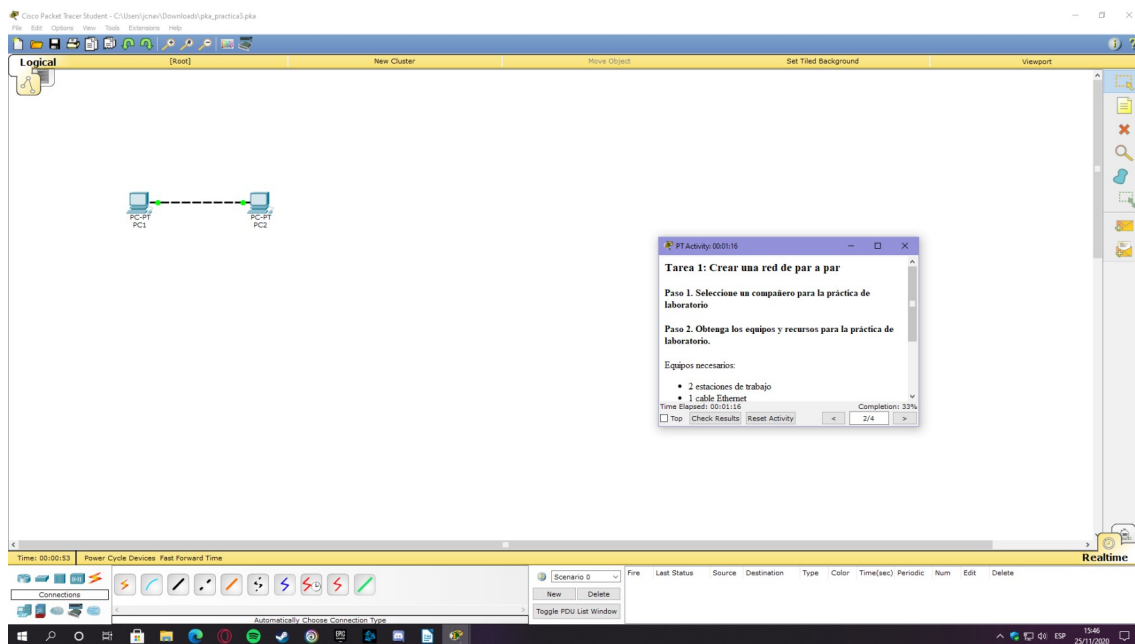 Cisco Packet Tracer Student - C:\Users\jcnav\Downloads\pka_practica3.pka
File Edit Options View Tools Extensions Help
Logical [Root] New Cluster Move Object Set Tiled Background Viewport
PC-PT
PC1
PC-PT
PC2
PT Activity: 00:01:16
Tarea 1: Crear una red de par a par
Paso 1. Seleccione un compañero para la práctica de
laboratorio
Paso 2. Obtenga los equipos y recursos para la práctica de
laboratorio.
Equipos necesarios:
2 estaciones de trabajo
1 cable Ethernet
Time Elapsed: 00:01:16 Completion: 33%
Top Check Results Reset Activity < 2/4 >
Time: 00:00:53 Power Cycle Devices Fast Forward Time Realtime
Connections
Automatically Choose Connection Type
Scenario 0
New Delete
Toggle PDU List Window
Fire Last Status Source Destination Type Color Time(sec) Periodic Num Edit Delete
ESP
15:46
25/11/2020